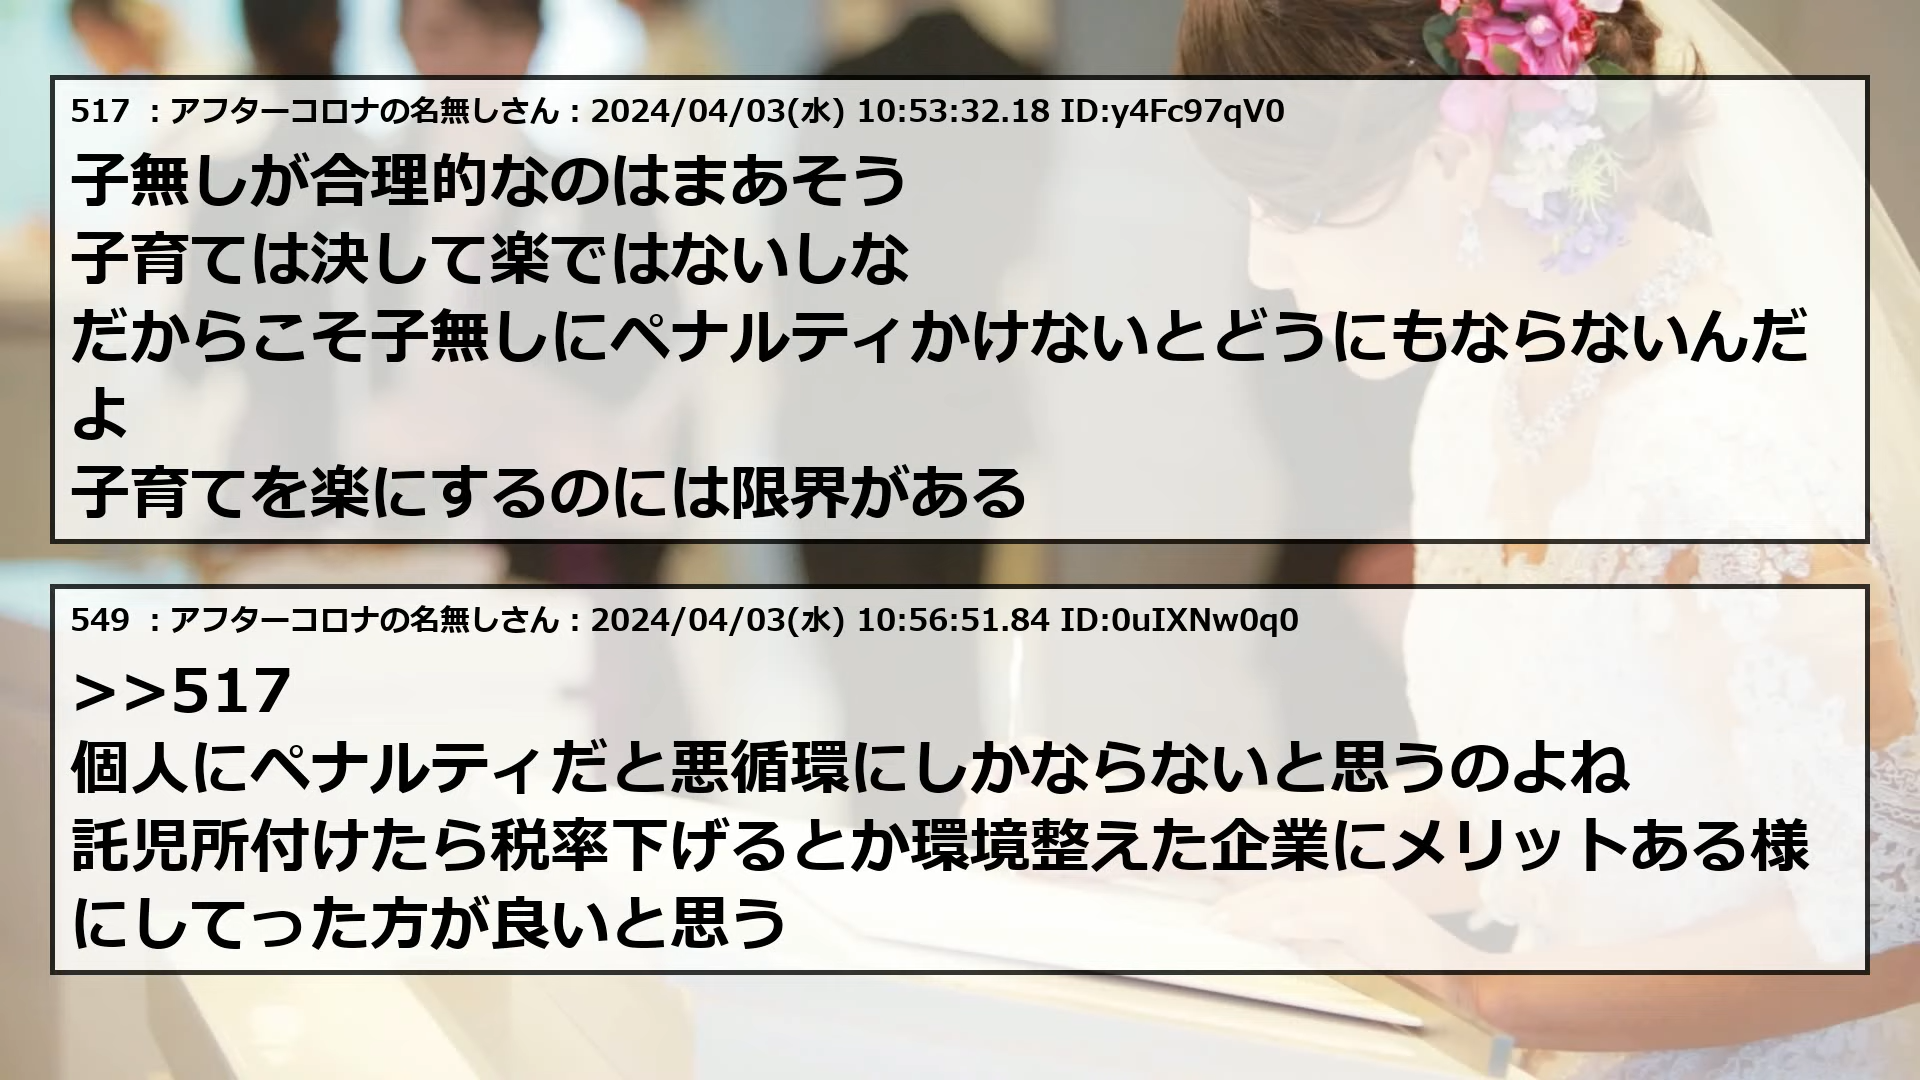 517 ：アフターコロナの名無しさん：2024/04/03(水) 10:53:32.18 ID:y4Fc97qV0
子無しが合理的なのはまあそう
子育ては決して楽ではないしな
だからこそ子無しにペナルティかけないとどうにもならないんだ
よ
子育てを楽にするのには限界がある
549 ：アフターコロナの名無しさん：2024/04/03(水) 10:56:51.84 ID:0uIXNw0q0
>>517
個人にペナルティだと悪循環にしかならないと思うのよね
託児所付けたら税率下げるとか環境整えた企業にメリットある様
にしてった方が良いと思う